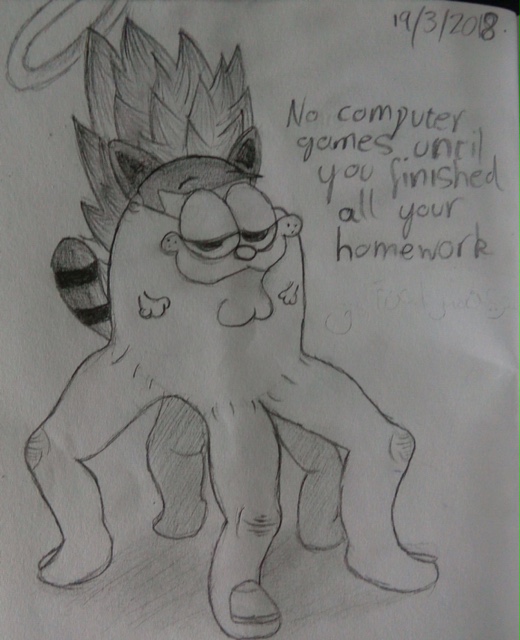 19/3/2018.
No computer
games until
you finished
all your
homework